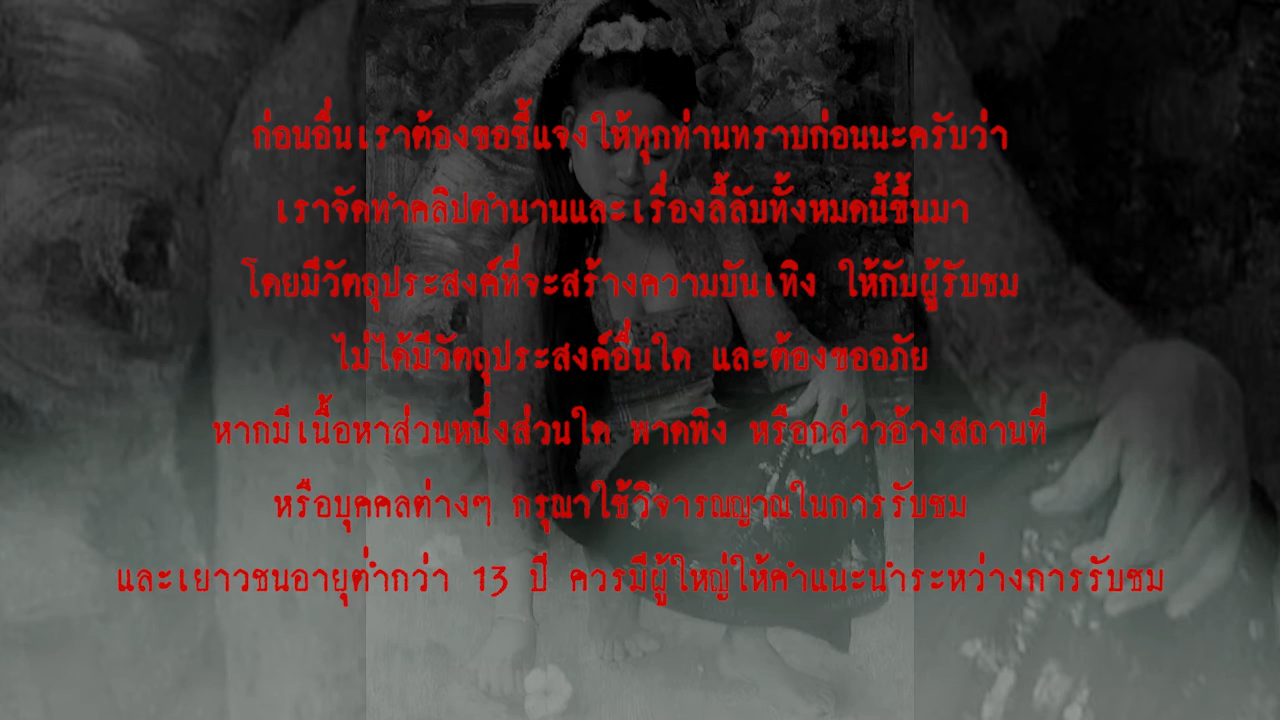 ก่อนอื่นเราต้องขอชี้แจงให้ทุกท่านทราบก่อนนะครับว่า
เราจัดทำคลิปตำนานและเรื่องลี้ลับทั้งหมดนี้ขึ้นมา
โดยมีวัตถุประสงค์ที่จะสร้างความบันเทิง ให้กับผู้รับชม
ไม่ได้มีวัตถุประสงค์อื่นใด และต้องขออภัย
หากมีเนื้อหาส่วนหนึ่งส่วนใด พาดพิง หรือกล่าวอ้างสถานที่
หรือบุคคลต่างๆ กรุณาใช้วิจารณญาณในการรับชม
และเยาวชนอายุต่ำกว่า 13 ปี ควรมีผู้ใหญ่ให้คำแนะนำระหว่างการรับชม